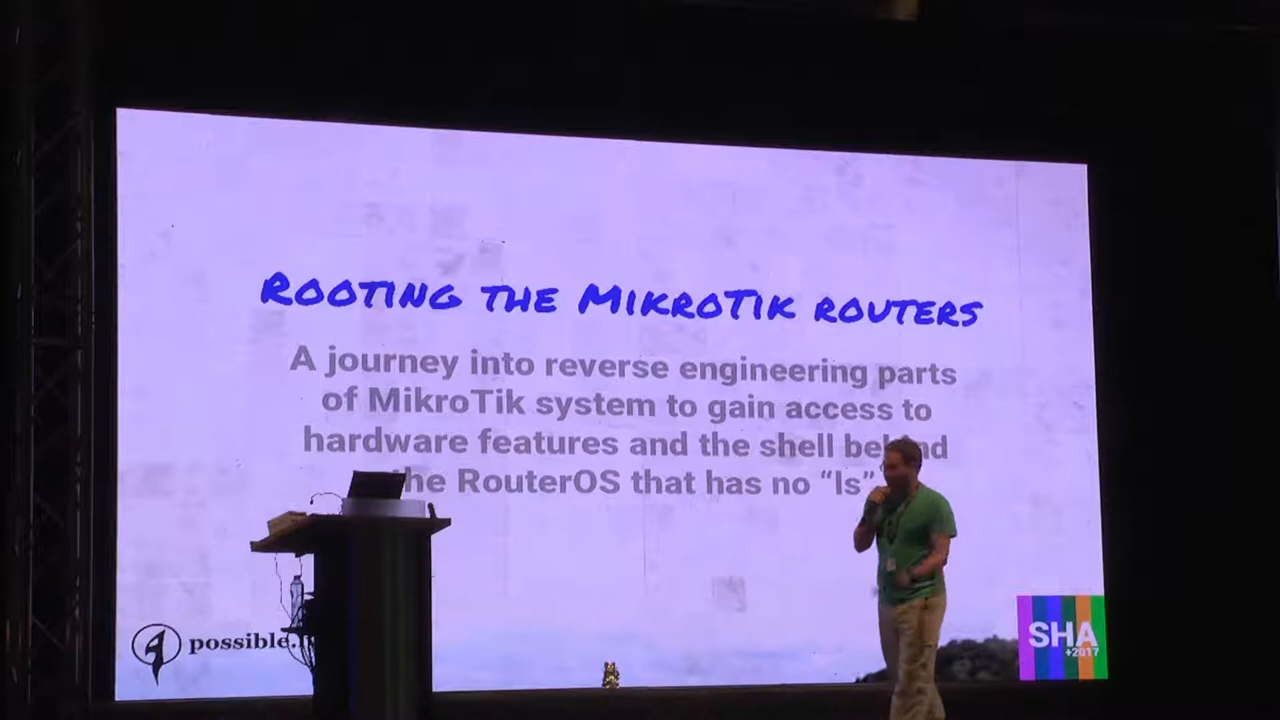 ROOTING THE MIKROTIK ROUTERS
A journey into reverse engineering parts
of MikroTik system to gain access to
hardware features and the shell
the RouterOS that has no “ls”
possible.
SHA
+2017